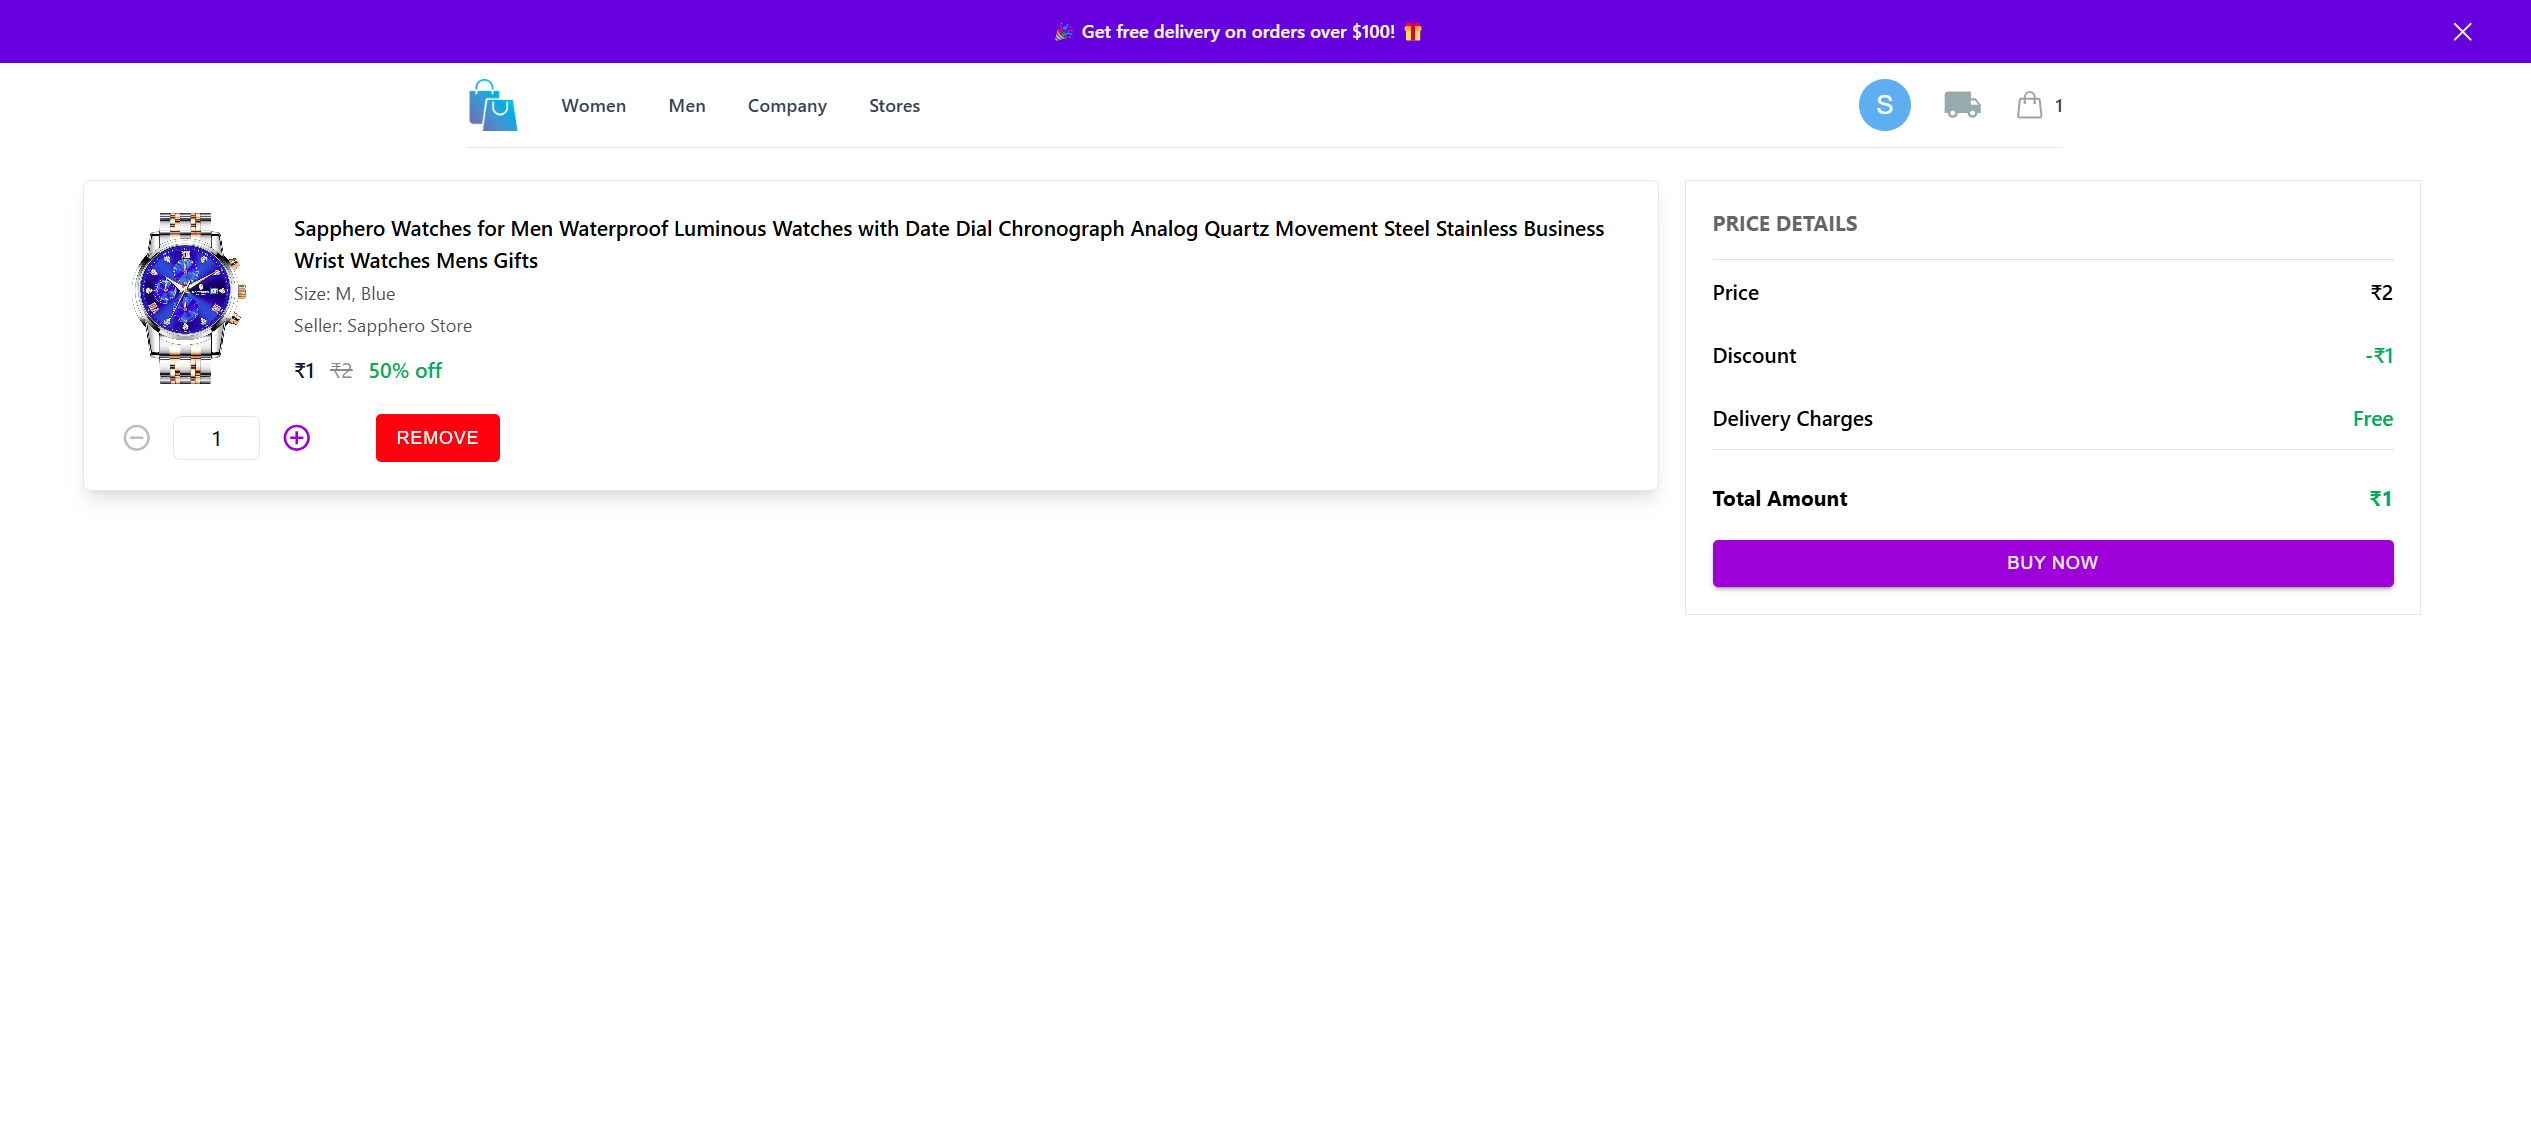 🎉 Get free delivery on orders over $100! 🎁
Women
Men
Company
Stores
S
1
Sapphero Watches for Men Waterproof Luminous Watches with Date Dial Chronograph Analog Quartz Movement Steel Stainless Business
Wrist Watches Mens Gifts
Size: M, Blue
Seller: Sapphero Store
₹1 ₹2 50% off
1
REMOVE
PRICE DETAILS
Price ₹2
Discount -₹1
Delivery Charges Free
Total Amount ₹1
BUY NOW